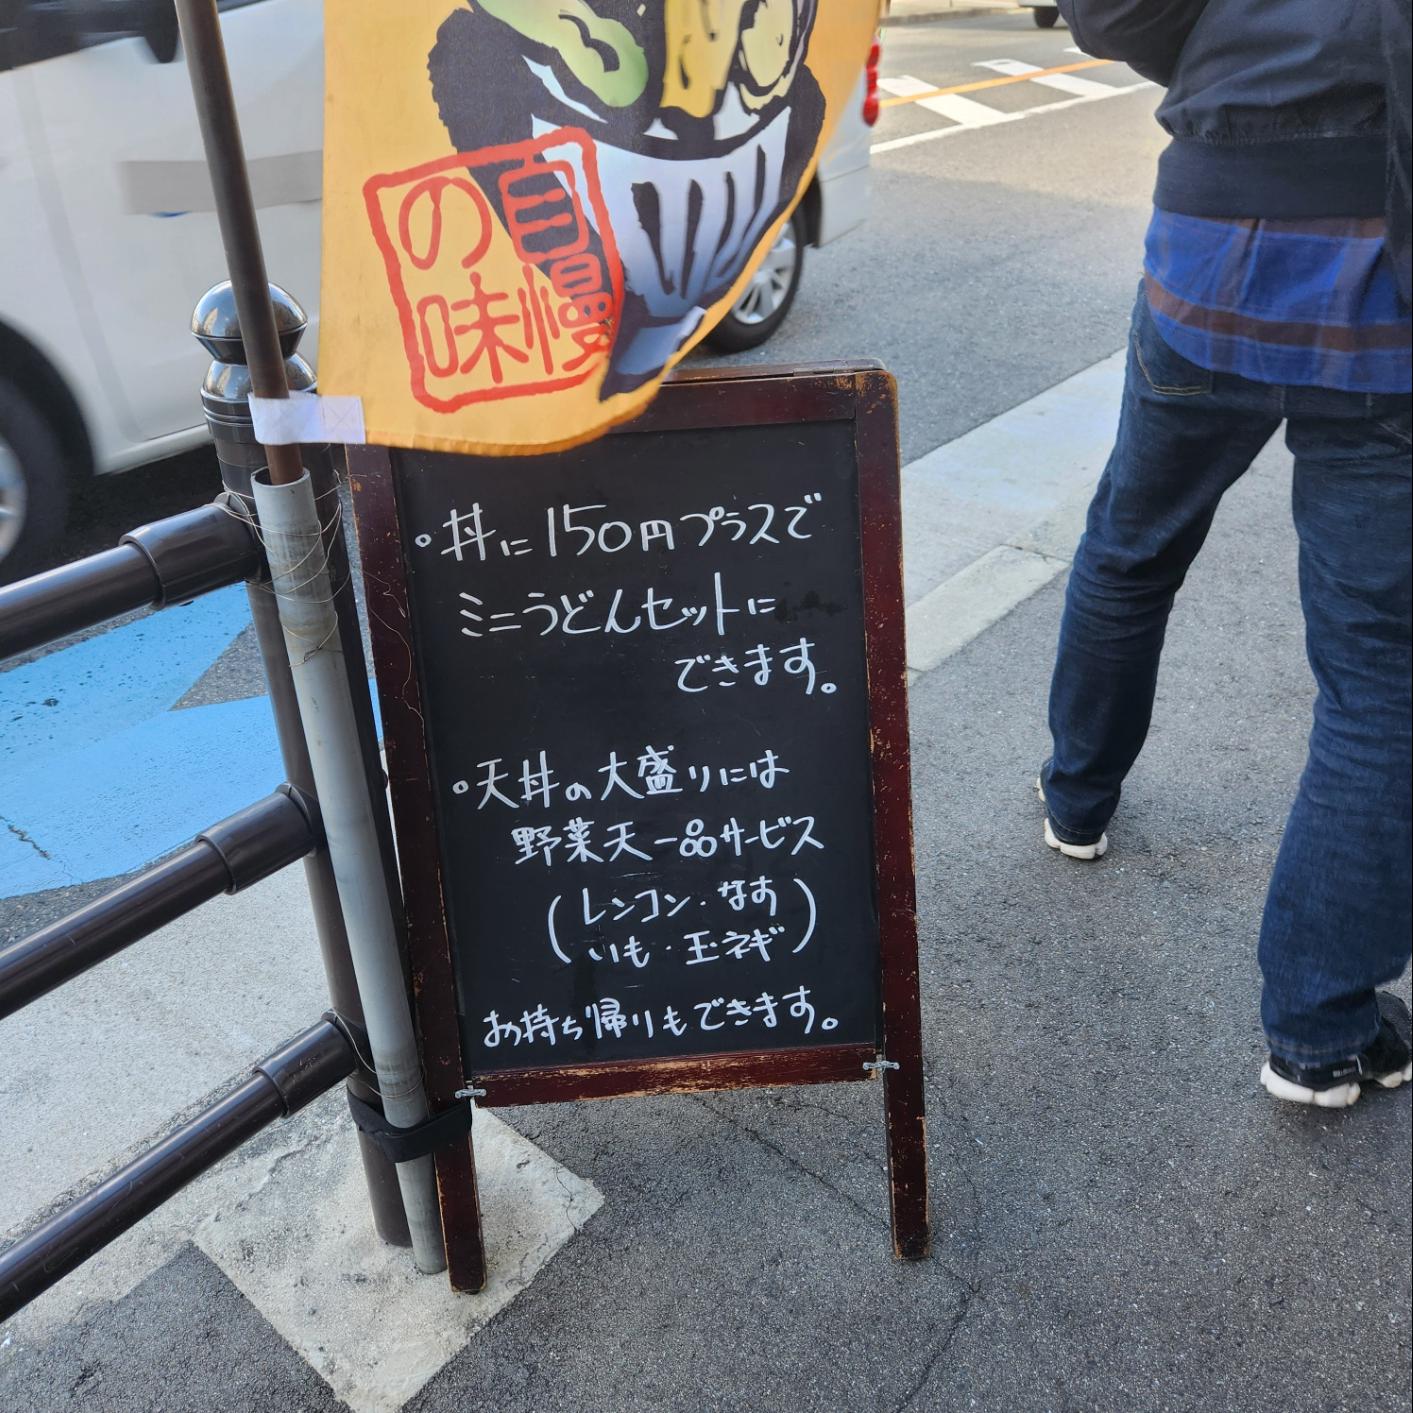 自慢
の味
・丼に150円プラスで
ミニうどんセットに
できます。
・天丼の大盛りには
野菜天一品サービス
(レンコン・なす
いも・玉ネギ)
お持ち帰りもできます。